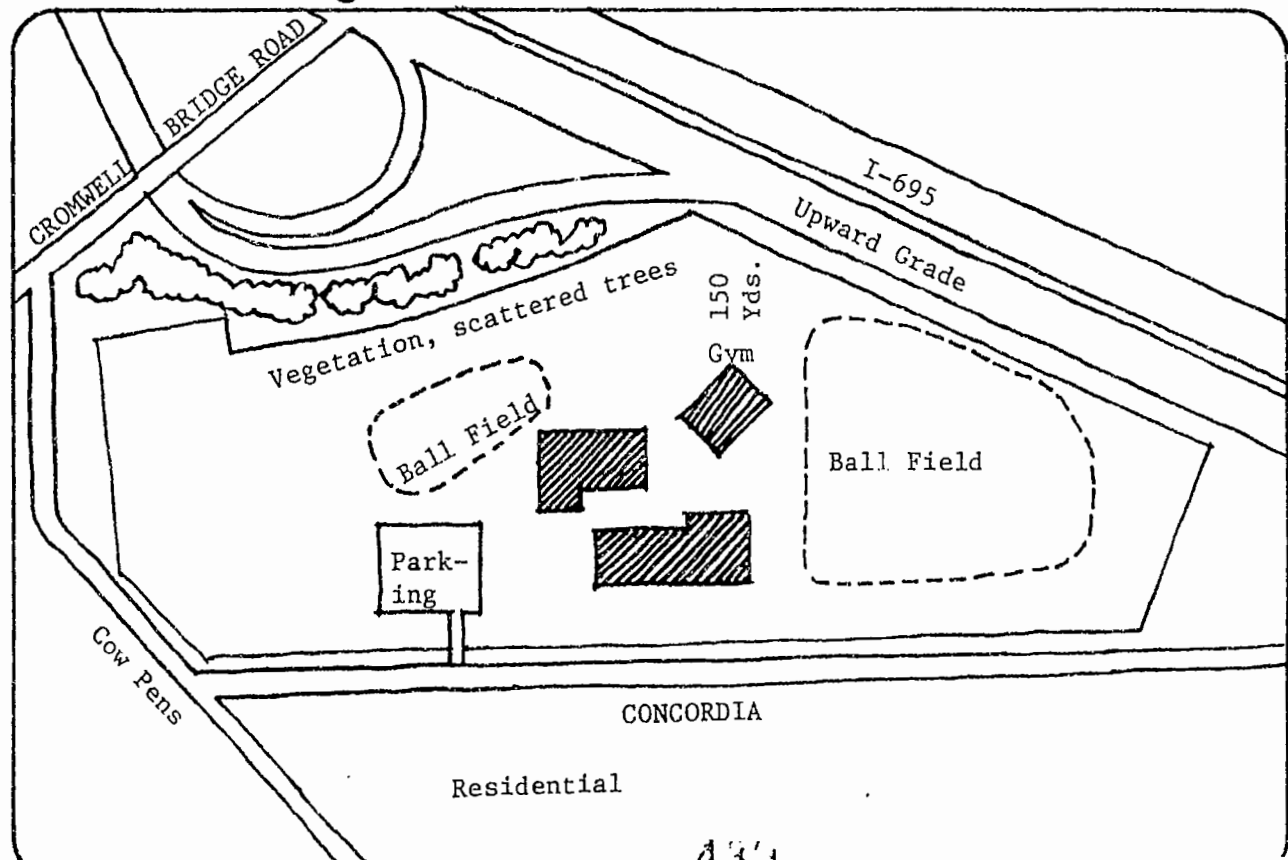 CROMWELL BRIDGE ROAD
I-695
Upward Grade
Vegetation, scattered trees
150
Yds.
Gym
Ball Field
Ball Field
Park-
ing
Cow Pens
CONCORDIA
Residential